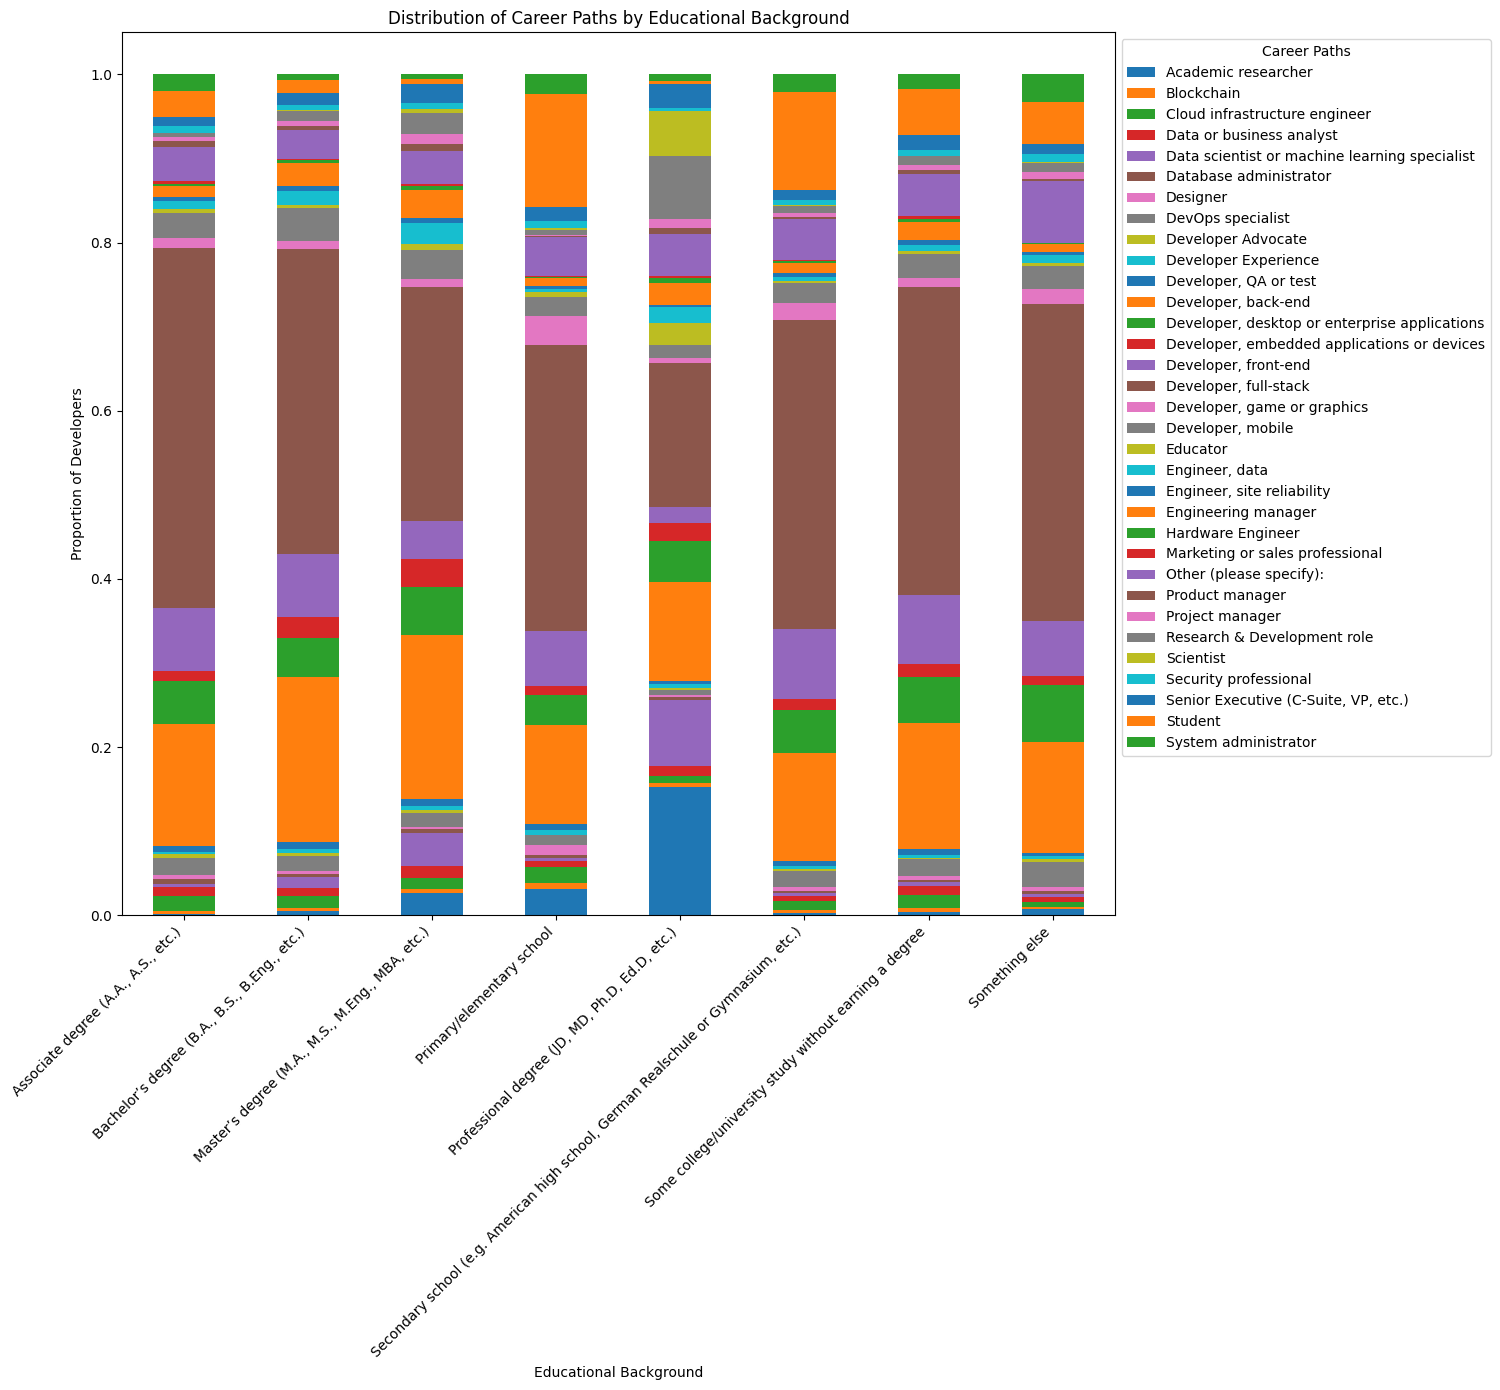 Distribution of Career Paths by Educational Background
Proportion of Developers
1.0
0.8
0.6
0.4
0.2
0.0
Associate degree (A.A., A.S., etc.)
Bachelor’s degree (B.A., B.S., B.Eng., etc.)
Master’s degree (M.A., M.S., M.Eng., MBA, etc.)
Primary/elementary school
Professional degree (JD, MD, Ph.D, Ed.D, etc.)
Secondary school (e.g. American high school, German Realschule or Gymnasium, etc.)
Some college/university study without earning a degree
Something else
Educational Background
Career Paths
Academic researcher
Blockchain
Cloud infrastructure engineer
Data or business analyst
Data scientist or machine learning specialist
Database administrator
Designer
DevOps specialist
Developer Advocate
Developer Experience
Developer, QA or test
Developer, back-end
Developer, desktop or enterprise applications
Developer, embedded applications or devices
Developer, front-end
Developer, full-stack
Developer, game or graphics
Developer, mobile
Educator
Engineer, data
Engineer, site reliability
Engineering manager
Hardware Engineer
Marketing or sales professional
Other (please specify):
Product manager
Project manager
Research & Development role
Scientist
Security professional
Senior Executive (C-Suite, VP, etc.)
Student
System administrator